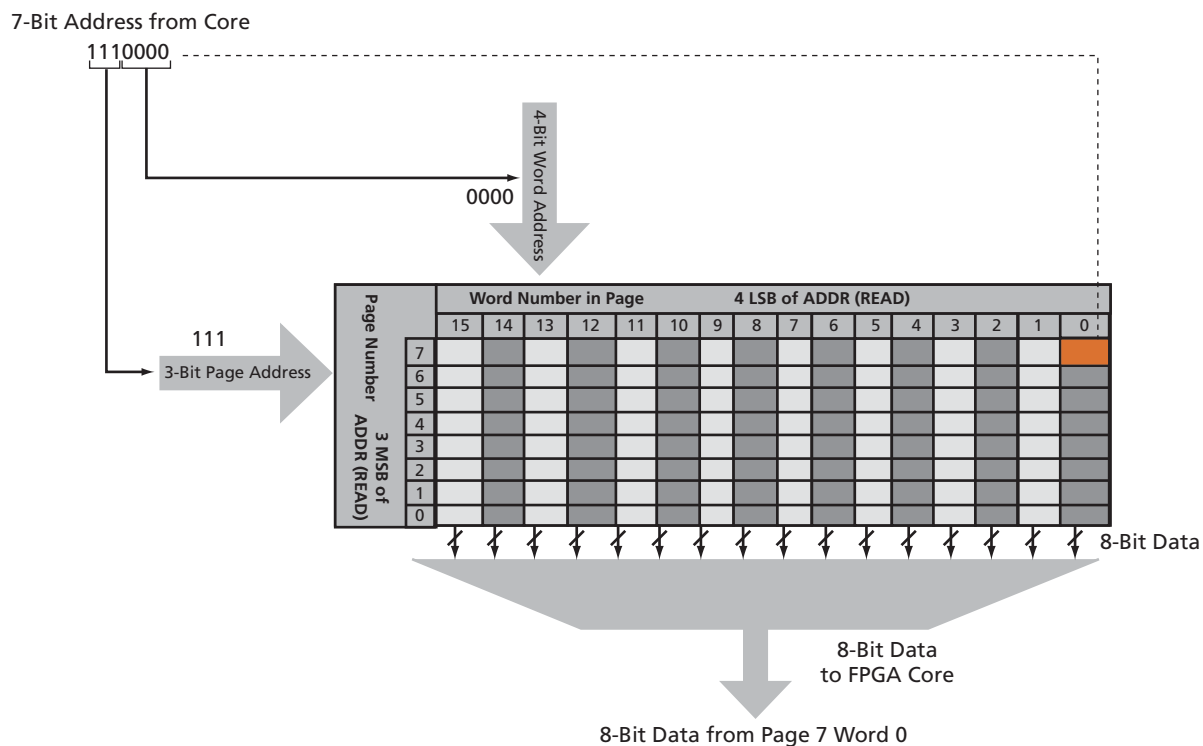 7-Bit Address from Core
1110000
4-Bit Word Address
0000
Word Number in Page 4 LSB of ADDR (READ)
15 14 13 12 11 10 9 8 7 6 5 4 3 2 1 0
111
3-Bit Page Address
Page Number
3 MSB of
ADDR (READ)
7
6
5
4
3
2
1
0
8-Bit Data
8-Bit Data
to FPGA Core
8-Bit Data from Page 7 Word 0